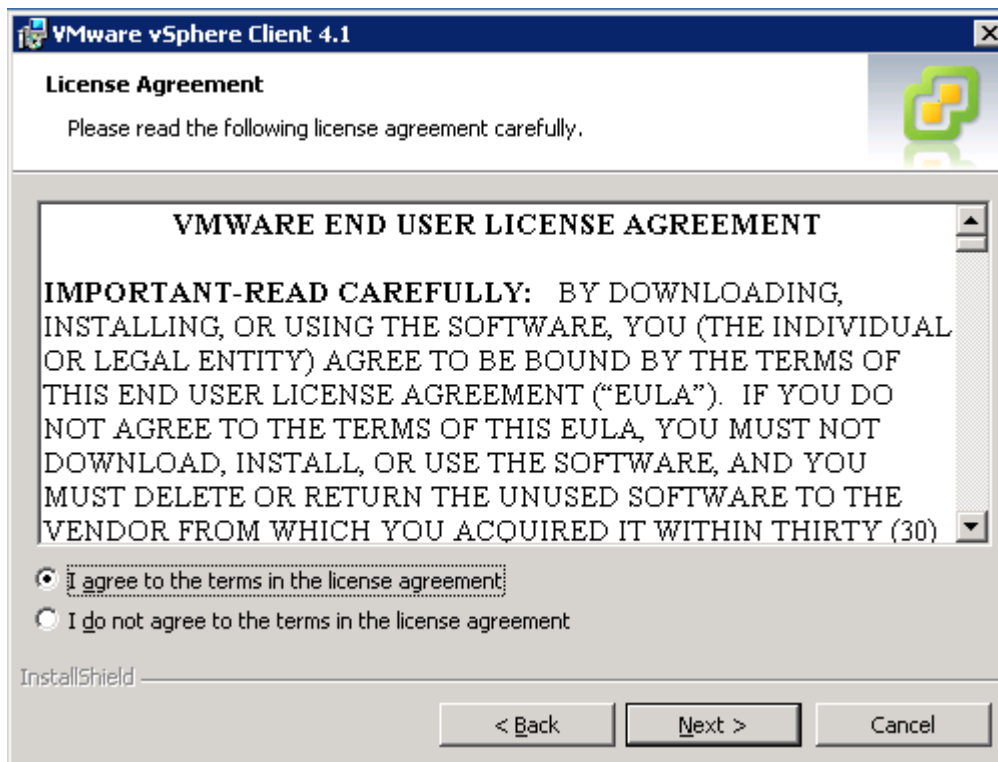 VMware vSphere Client 4.1
License Agreement
Please read the following license agreement carefully.
VMWARE END USER LICENSE AGREEMENT
IMPORTANT-READ CAREFULLY: BY DOWNLOADING,
INSTALLING, OR USING THE SOFTWARE, YOU (THE INDIVIDUAL
OR LEGAL ENTITY) AGREE TO BE BOUND BY THE TERMS OF
THIS END USER LICENSE AGREEMENT (“EULA”). IF YOU DO
NOT AGREE TO THE TERMS OF THIS EULA, YOU MUST NOT
DOWNLOAD, INSTALL, OR USE THE SOFTWARE, AND YOU
MUST DELETE OR RETURN THE UNUSED SOFTWARE TO THE
VENDOR FROM WHICH YOU ACQUIRED IT WITHIN THIRTY (30)
I agree to the terms in the license agreement
I do not agree to the terms in the license agreement
InstallShield
< Back Next > Cancel